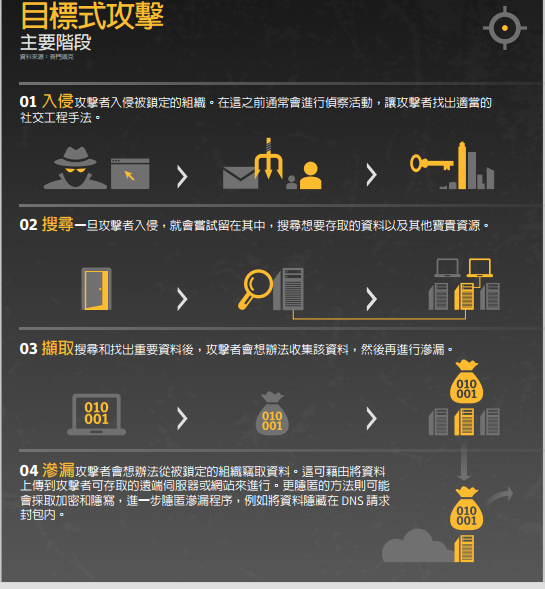 目標式攻擊
主要階段
資料來源：賽門鐵克
01 入侵攻擊者入侵被鎖定的組織。在這之前通常會進行偵察活動，讓攻擊者找出適當的
社交工程手法。
02 搜尋一旦攻擊者入侵，就會嘗試留在其中，搜尋想要存取的資料以及其他寶貴資源。
03 擷取搜尋和找出重要資料後，攻擊者會想辦法收集該資料，然後再進行滲漏。
010
001
010
001
010
001
04 滲漏攻擊者會想辦法從被鎖定的組織竊取資料。這可藉由將資料
上傳到攻擊者可存取的遠端伺服器或網站來進行。更隱匿的方法則可能
會採取加密和隱寫，進一步隱匿滲漏程序，例如將資料隱藏在 DNS 請求
封包内。
010
001